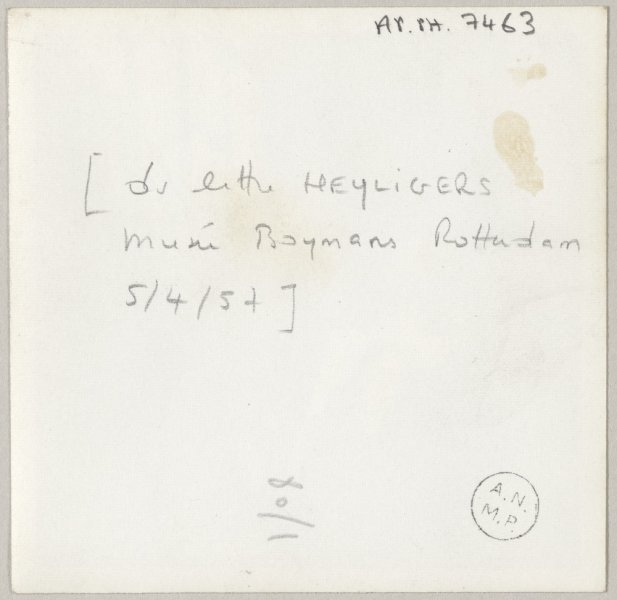 AP.PH. 7463
[ dr lettre HEYLIGERS
Musée Boymans Rotterdam
5/4/57 ]
A.N.
M.P.